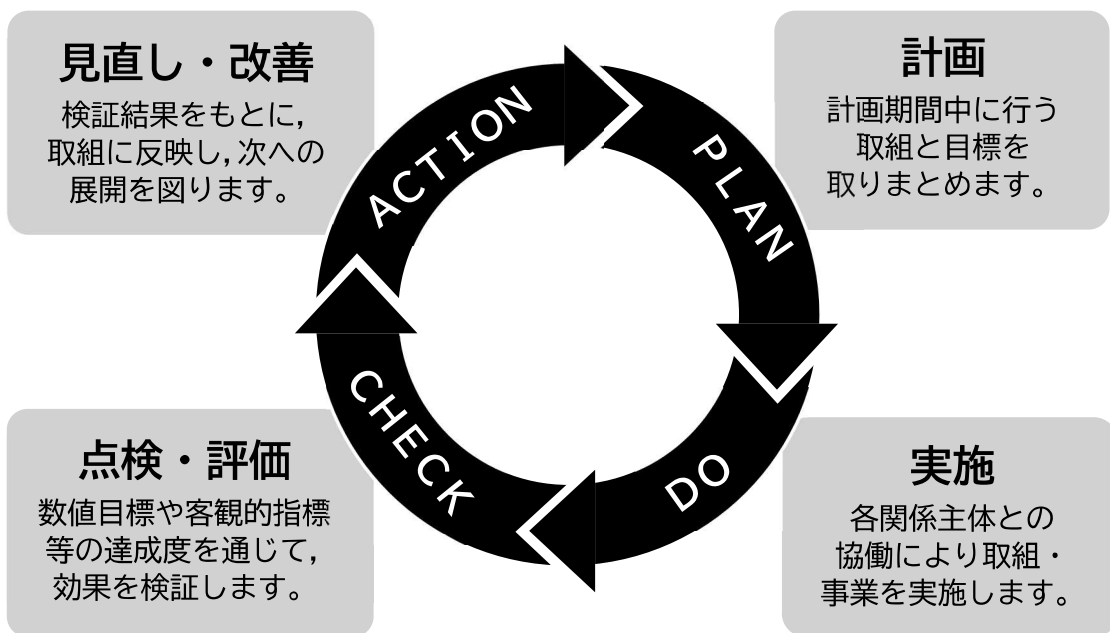 見直し・改善
検証結果をもとに,
取組に反映し,次への
展開を図ります。
計画
計画期間中に行う
取組と目標を
取りまとめます。
ACTION
PLAN
CHECK
DO
点検・評価
数値目標や客観的指標
等の達成度を通じて,
効果を検証します。
実施
各関係主体との
協働により取組・
事業を実施します。